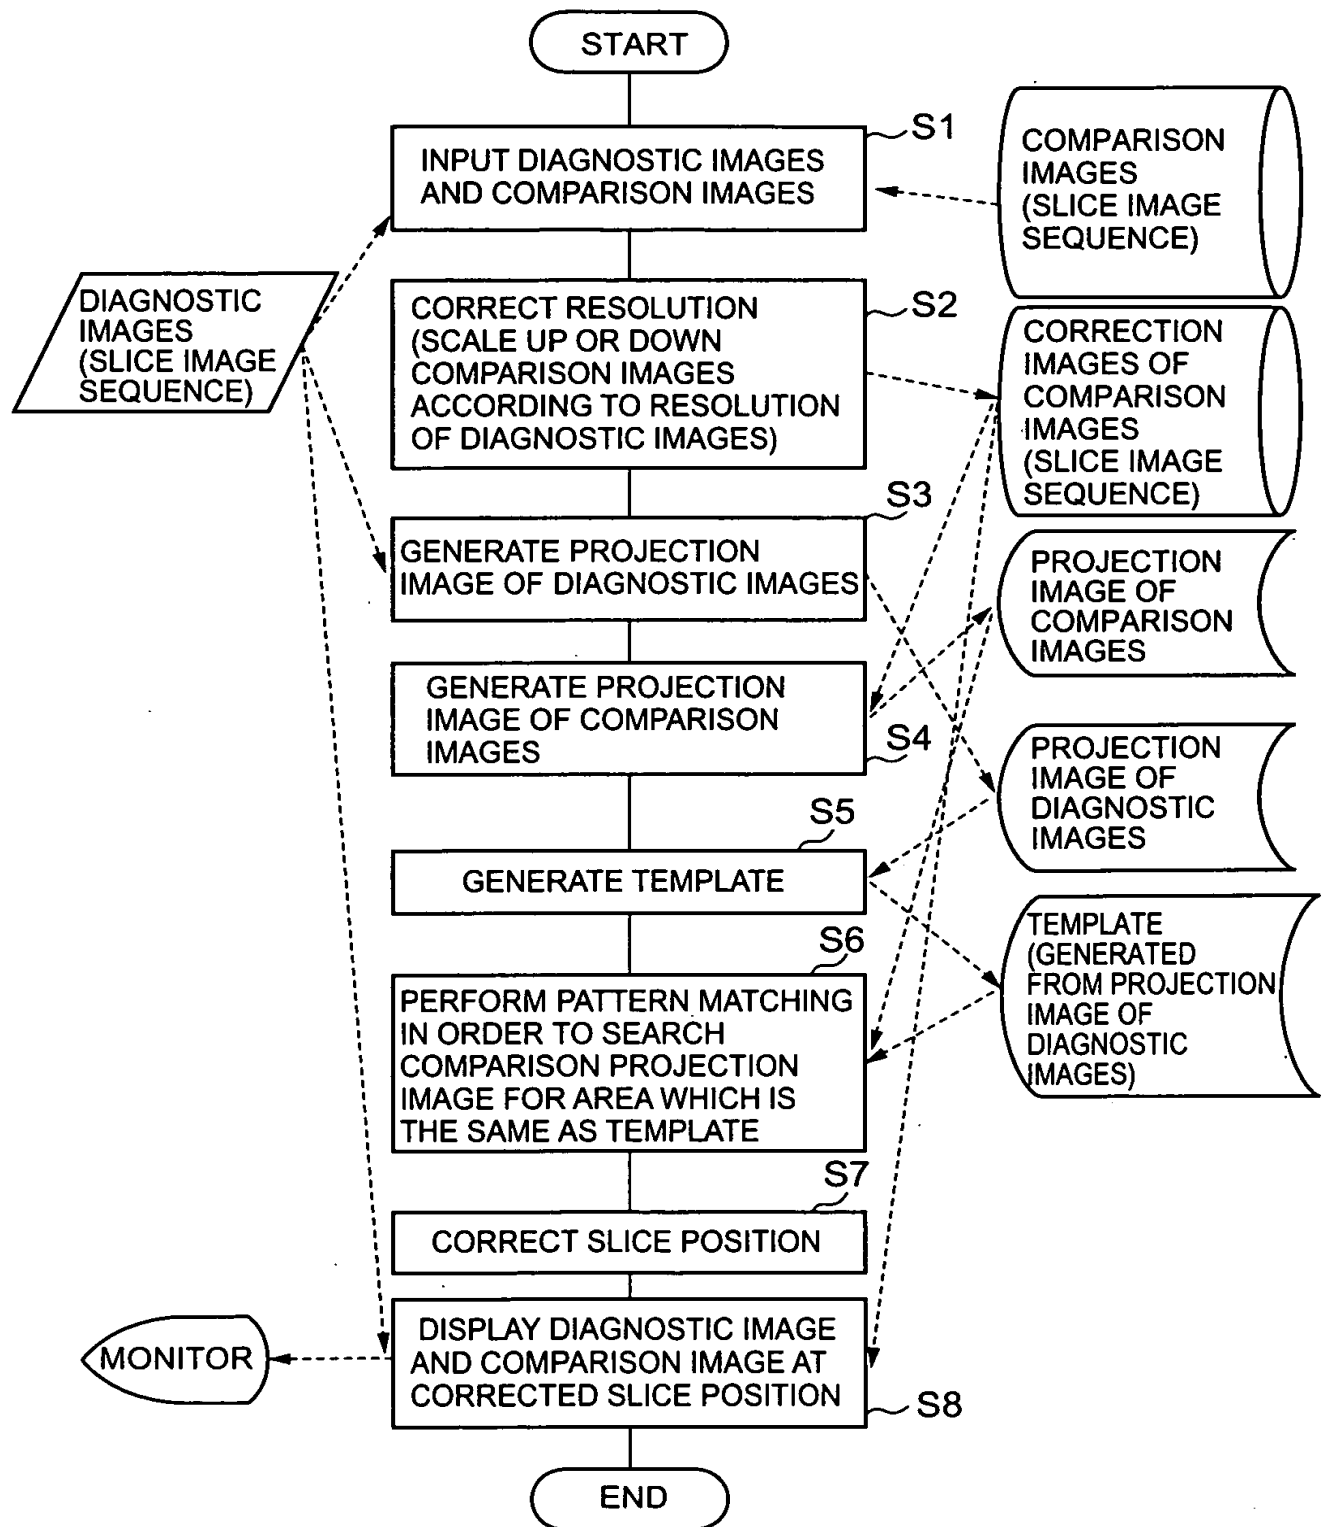 START
S1
INPUT DIAGNOSTIC IMAGES
AND COMPARISON IMAGES
COMPARISON
IMAGES
(SLICE IMAGE
SEQUENCE)
DIAGNOSTIC
IMAGES
(SLICE IMAGE
SEQUENCE)
S2
CORRECT RESOLUTION
(SCALE UP OR DOWN
COMPARISON IMAGES
ACCORDING TO RESOLUTION
OF DIAGNOSTIC IMAGES)
CORRECTION
IMAGES OF
COMPARISON
IMAGES
(SLICE IMAGE
SEQUENCE)
S3
GENERATE PROJECTION
IMAGE OF DIAGNOSTIC IMAGES
PROJECTION
IMAGE OF
COMPARISON
IMAGES
GENERATE PROJECTION
IMAGE OF COMPARISON
IMAGES
S4
PROJECTION
IMAGE OF
DIAGNOSTIC
IMAGES
S5
GENERATE TEMPLATE
TEMPLATE
(GENERATED
FROM PROJECTION
IMAGE OF
DIAGNOSTIC
IMAGES)
S6
PERFORM PATTERN MATCHING
IN ORDER TO SEARCH
COMPARISON PROJECTION
IMAGE FOR AREA WHICH IS
THE SAME AS TEMPLATE
S7
CORRECT SLICE POSITION
DISPLAY DIAGNOSTIC IMAGE
AND COMPARISON IMAGE AT
CORRECTED SLICE POSITION
S8
MONITOR
END